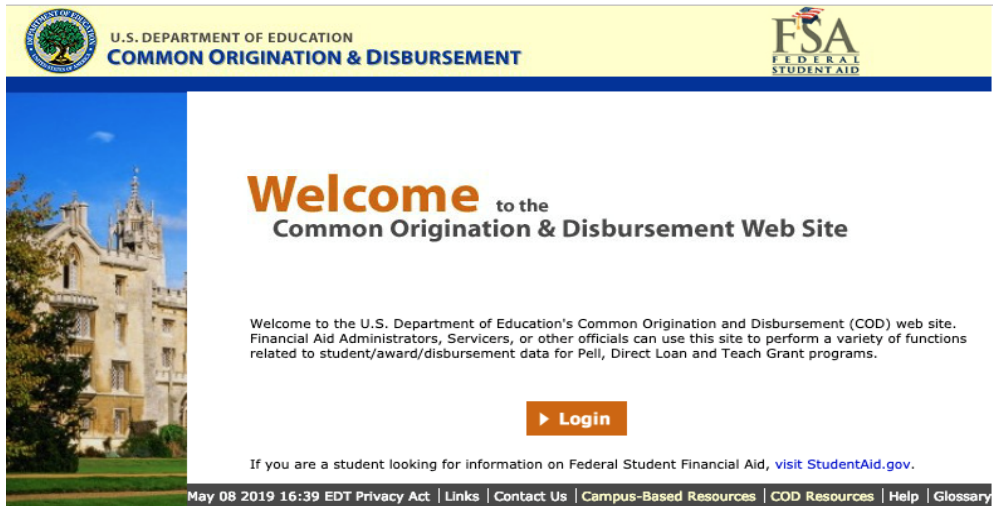 U.S. DEPARTMENT OF EDUCATION
COMMON ORIGINATION & DISBURSEMENT
FSA
FEDERAL
STUDENT AID
Welcome to the
Common Origination & Disbursement Web Site
Welcome to the U.S. Department of Education's Common Origination and Disbursement (COD) web site.
Financial Aid Administrators, Servicers, or other officials can use this site to perform a variety of functions
related to student/award/disbursement data for Pell, Direct Loan and Teach Grant programs.
Login
If you are a student looking for information on Federal Student Financial Aid, visit StudentAid.gov.
May 08 2019 16:39 EDT Privacy Act | Links | Contact Us | Campus-Based Resources | COD Resources | Help | Glossary